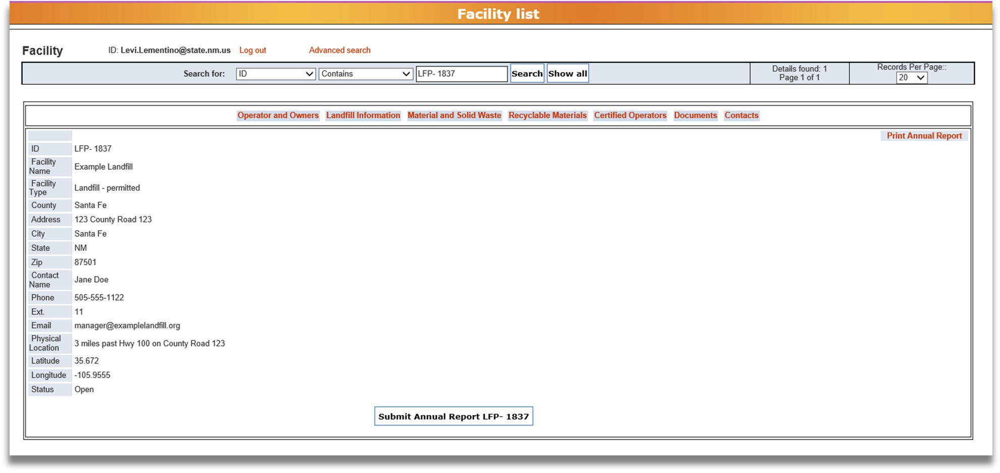 Facility list
Facility ID: Levi.Lementino@state.nm.us Log out Advanced search
Search for: ID Contains LFP- 1837 Search Show all
Details found: 1
Page 1 of 1
Records Per Page::
20
Operator and Owners Landfill Information Material and Solid Waste Recyclable Materials Certified Operators Documents Contacts
Print Annual Report
ID LFP- 1837
Facility
Name Example Landfill
Facility
Type Landfill - permitted
County Santa Fe
Address 123 County Road 123
City Santa Fe
State NM
Zip 87501
Contact
Name Jane Doe
Phone 505-555-1122
Ext. 11
Email manager@examplelandfill.org
Physical
Location 3 miles past Hwy 100 on County Road 123
Latitude 35.672
Longitude -105.9555
Status Open
Submit Annual Report LFP- 1837